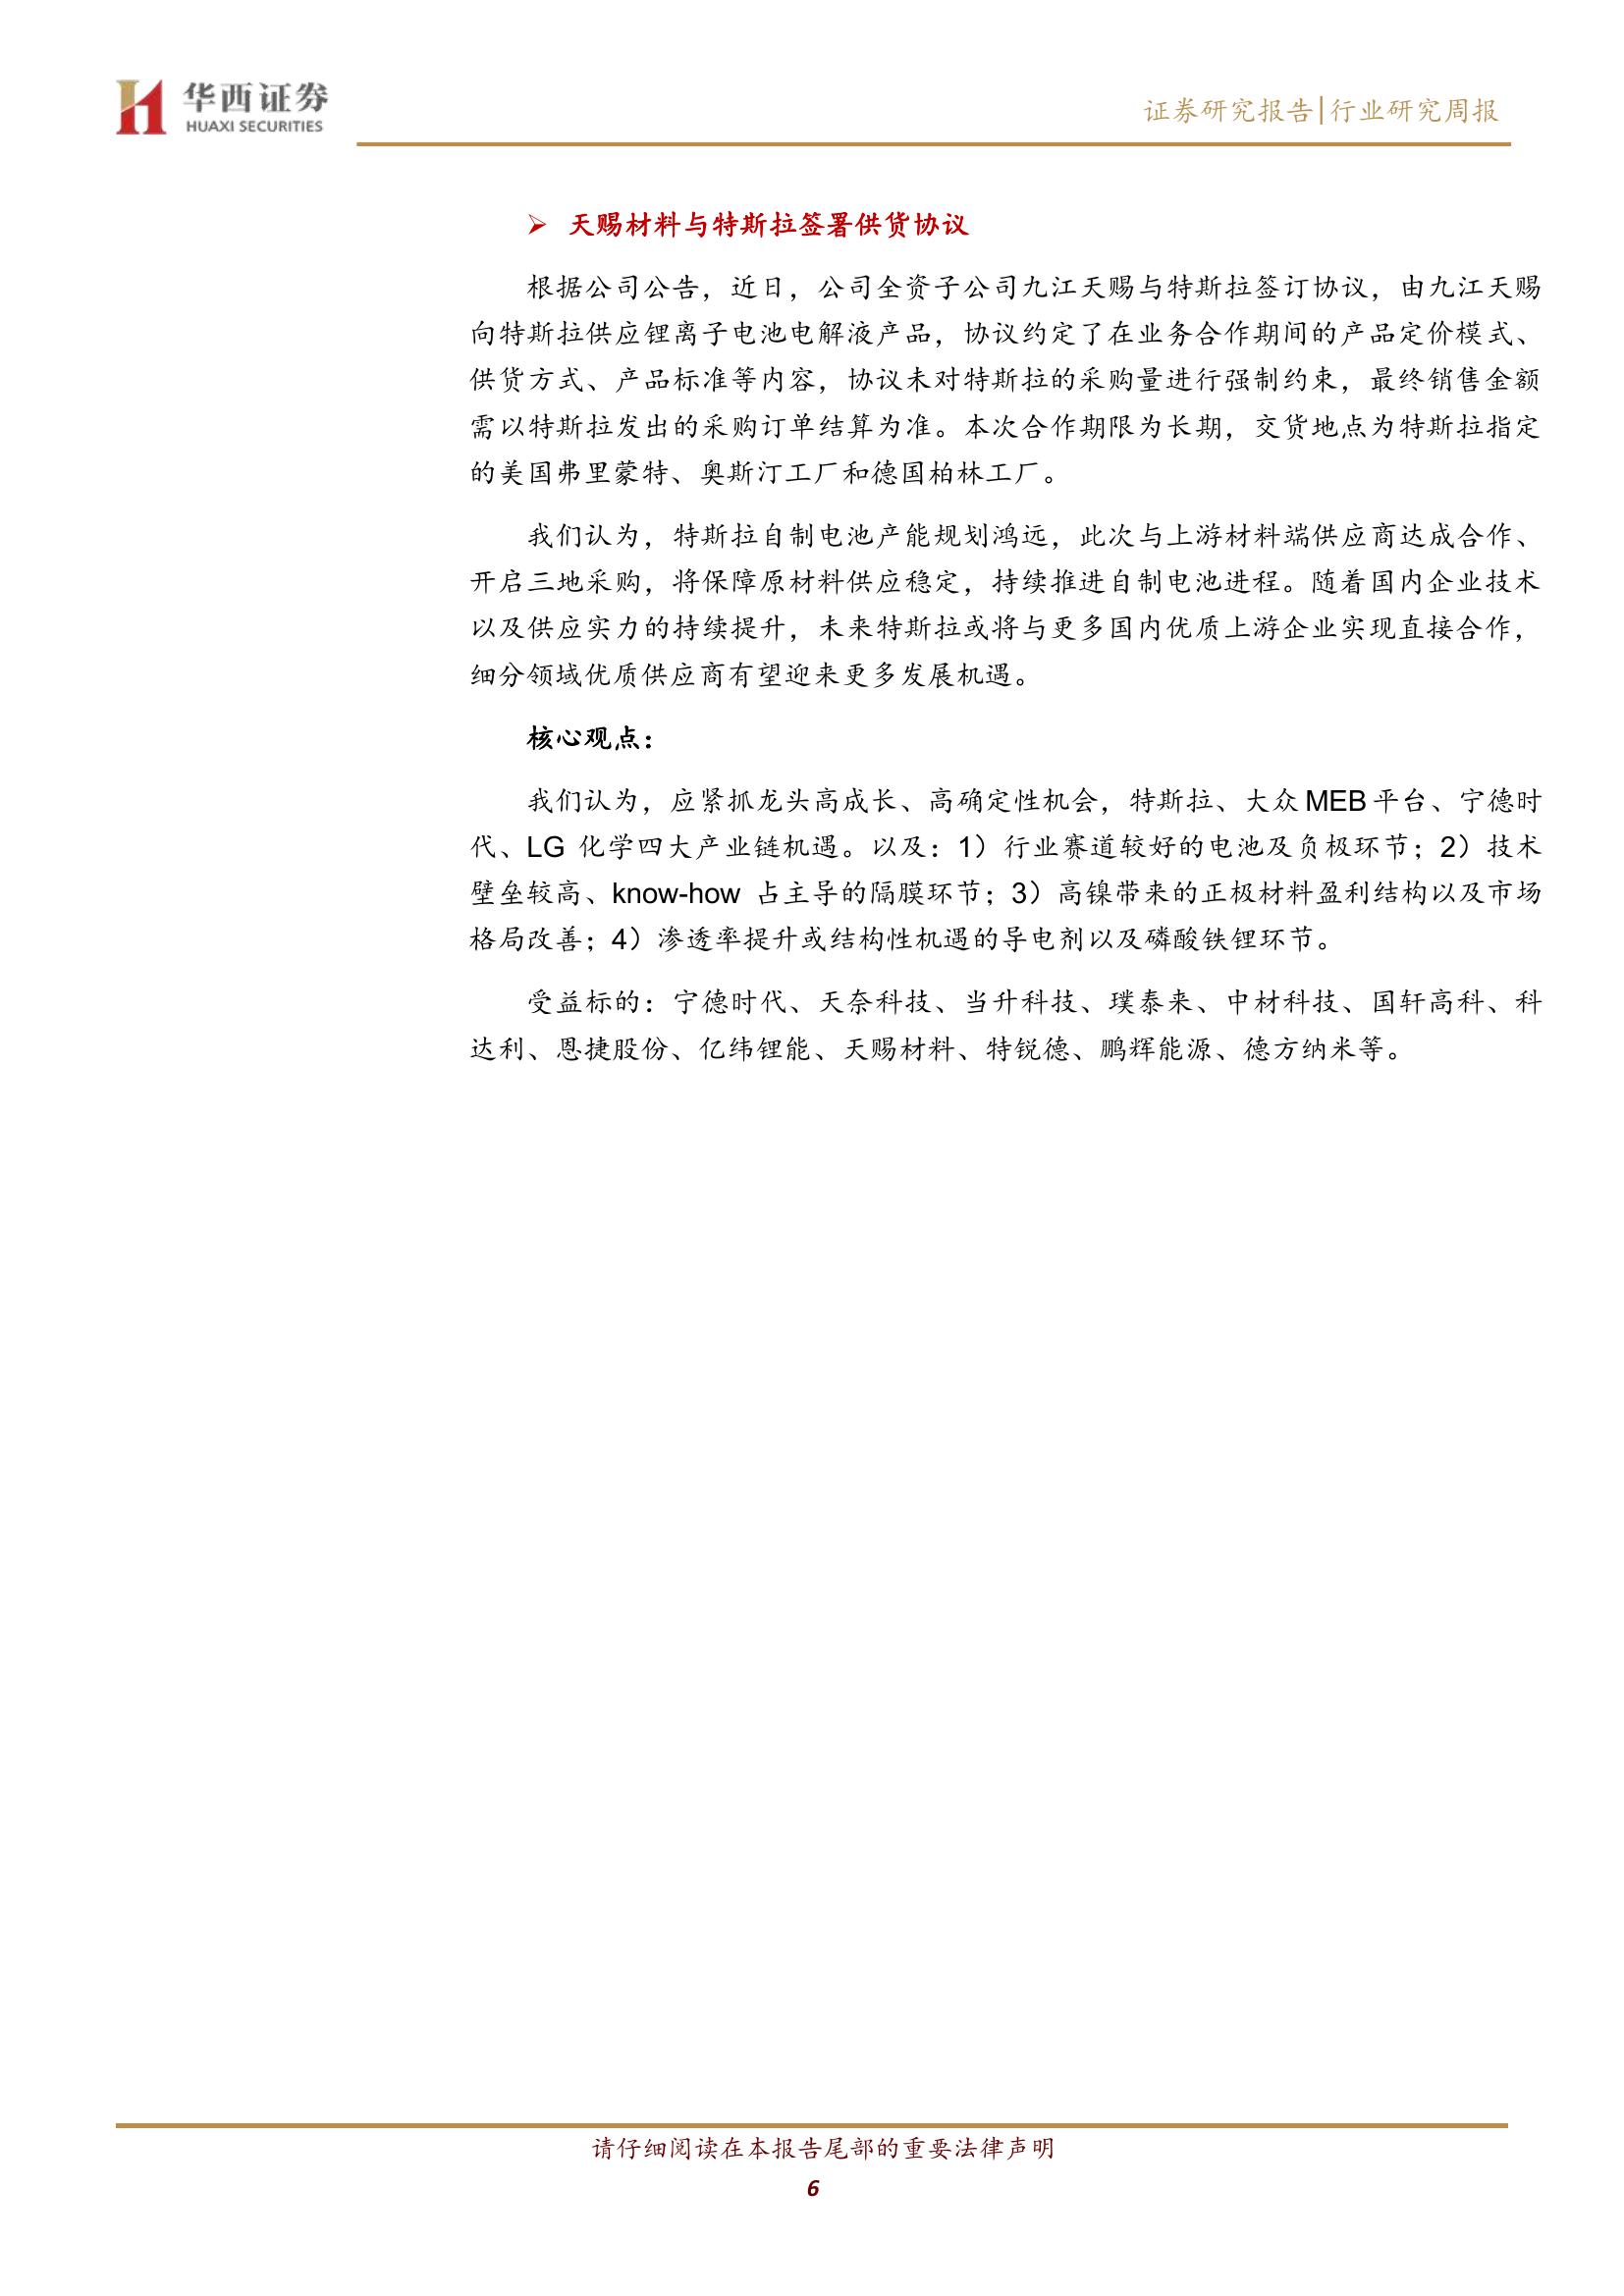 华西证券
HUAXI SECURITIES
证券研究报告|行业研究周报
➢ 天赐材料与特斯拉签署供货协议
根据公司公告，近日，公司全资子公司九江天赐与特斯拉签订协议，由九江天赐
向特斯拉供应锂离子电池电解液产品，协议约定了在业务合作期间的产品定价模式、
供货方式、产品标准等内容，协议未对特斯拉的采购量进行强制约束，最终销售金额
需以特斯拉发出的采购订单结算为准。本次合作期限为长期，交货地点为特斯拉指定
的美国弗里蒙特、奥斯汀工厂和德国柏林工厂。
我们认为，特斯拉自制电池产能规划鸿远，此次与上游材料端供应商达成合作、
开启三地采购，将保障原材料供应稳定，持续推进自制电池进程。随着国内企业技术
以及供应实力的持续提升，未来特斯拉或将与更多国内优质上游企业实现直接合作，
细分领域优质供应商有望迎来更多发展机遇。
核心观点：
我们认为，应紧抓龙头高成长、高确定性机会，特斯拉、大众 MEB 平台、宁德时
代、LG 化学四大产业链机遇。以及：1）行业赛道较好的电池及负极环节；2）技术
壁垒较高、know-how 占主导的隔膜环节；3）高镍带来的正极材料盈利结构以及市场
格局改善；4）渗透率提升或结构性机遇的导电剂以及磷酸铁锂环节。
受益标的：宁德时代、天奈科技、当升科技、璞泰来、中材科技、国轩高科、科
达利、恩捷股份、亿纬锂能、天赐材料、特锐德、鹏辉能源、德方纳米等。
请仔细阅读在本报告尾部的重要法律声明
6